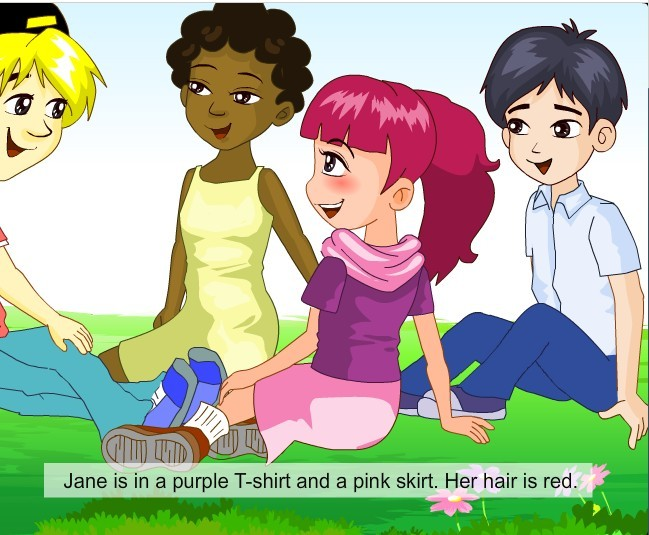 Jane is in a purple T-shirt and a pink skirt. Her hair is red.